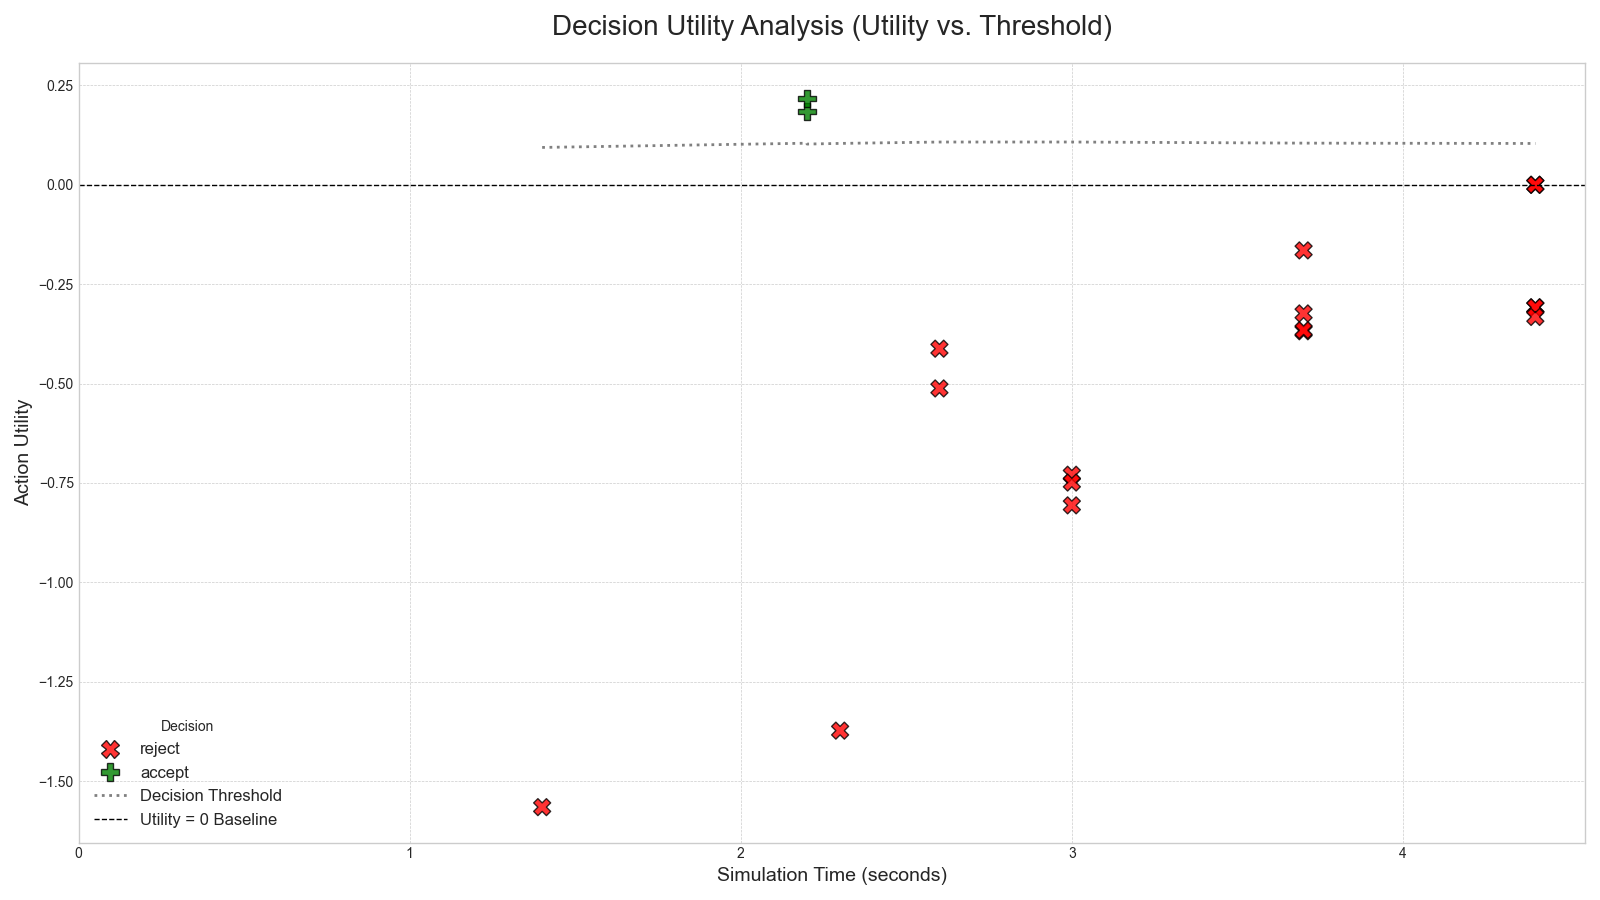 Decision Utility Analysis (Utility vs. Threshold)
Action Utility
0.25
0.00
−0.25
−0.50
−0.75
−1.00
−1.25
−1.50
Decision
reject
accept
Decision Threshold
Utility = 0 Baseline
0 1 2 3 4
Simulation Time (seconds)